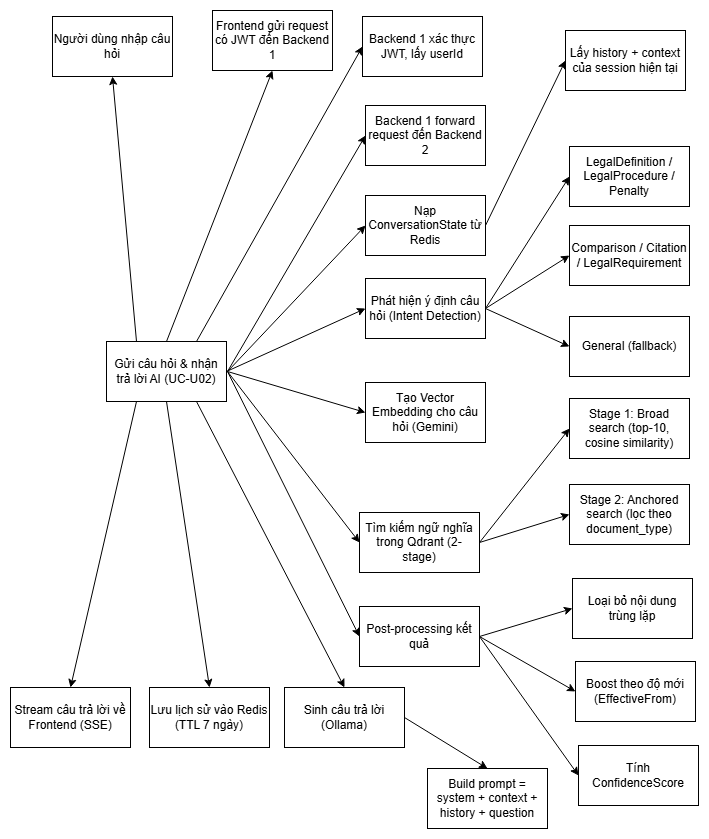 Người dùng nhập câu
hỏi
Frontend gửi request
có JWT đến Backend
1
Backend 1 xác thực
JWT, lấy userId
Lấy history + context
của session hiện tại
Backend 1 forward
request đến Backend
2
LegalDefinition /
LegalProcedure /
Penalty
Nạp
ConversationState từ
Redis
Comparison / Citation
/ LegalRequirement
Phát hiện ý định câu
hỏi (Intent Detection)
General (fallback)
Gửi câu hỏi & nhận
trả lời AI (UC-U02)
Tạo Vector
Embedding cho câu
hỏi (Gemini)
Stage 1: Broad
search (top-10,
cosine similarity)
Stage 2: Anchored
search (lọc theo
document_type)
Tìm kiếm ngữ nghĩa
trong Qdrant (2-
stage)
Loại bỏ nội dung
trùng lặp
Post-processing kết
quả
Boost theo độ mới
(EffectiveFrom)
Stream câu trả lời về
Frontend (SSE)
Lưu lịch sử vào Redis
(TTL 7 ngày)
Sinh câu trả lời
(Ollama)
Tính
ConfidenceScore
Build prompt =
system + context +
history + question